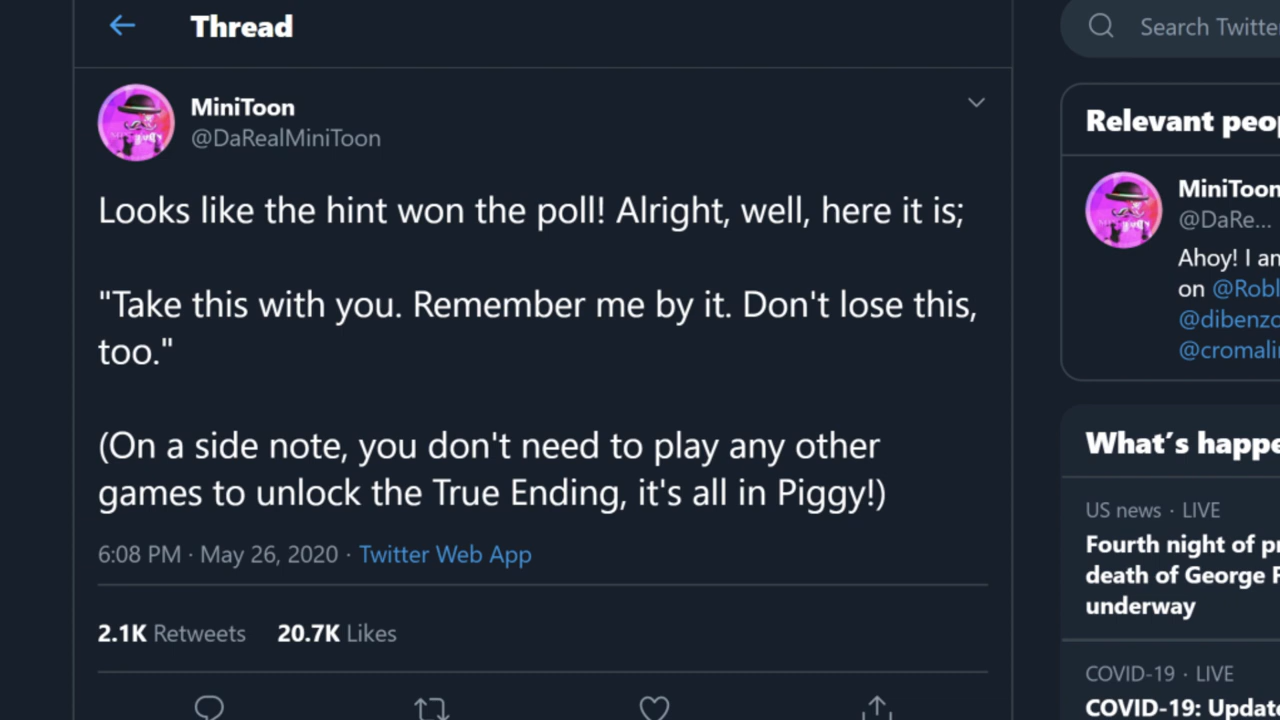 Thread
MiniToon
@DaRealMiniToon
Looks like the hint won the poll! Alright, well, here it is;
"Take this with you. Remember me by it. Don't lose this,
too."
(On a side note, you don't need to play any other
games to unlock the True Ending, it's all in Piggy!)
6:08 PM · May 26, 2020 · Twitter Web App
2.1K Retweets 20.7K Likes
Search Twitte
Relevant peop
MiniToon
@DaRe...
Ahoy! I am
on @Robl
@dibenzo
@cromali
What's happe
US news · LIVE
Fourth night of pr
death of George F
underway
COVID-19 · LIVE
COVID-19: Update